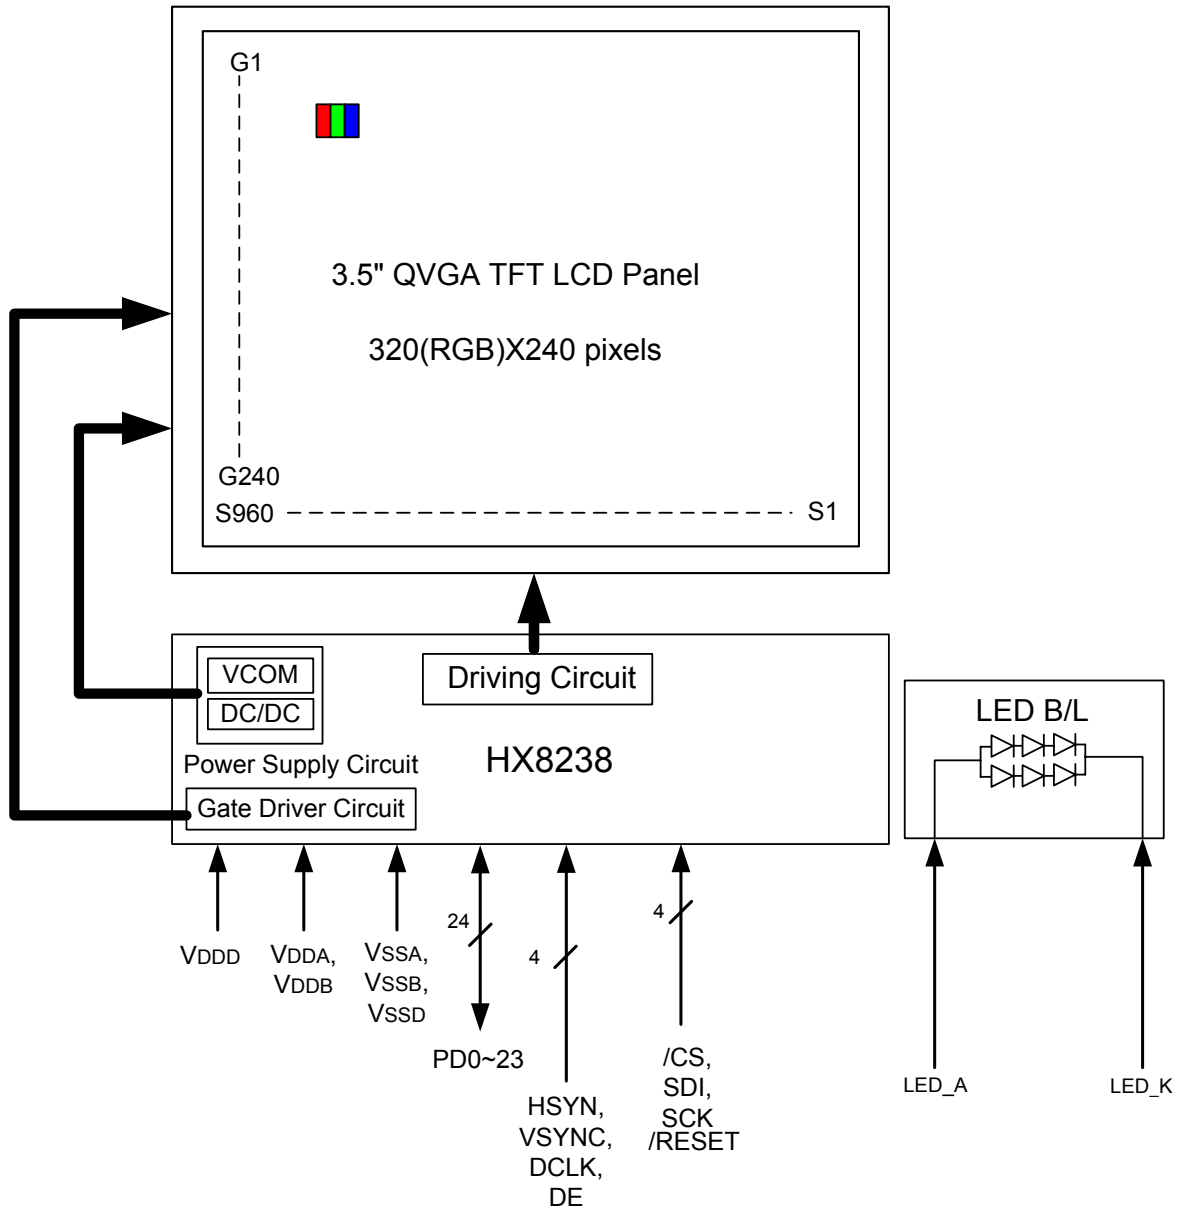 G1
3.5" QVGA TFT LCD Panel
320(RGB)X240 pixels
G240
S960
S1
VCOM
DC/DC
Power Supply Circuit
Gate Driver Circuit
Driving Circuit
HX8238
LED B/L
VDDD
VDDA,
VDDB
VSSA,
VSSB,
VSSD
24
PD0~23
4
HSYN,
VSYNC,
DCLK,
DE
4
/CS,
SDI,
SCK
/RESET
LED_A
LED_K